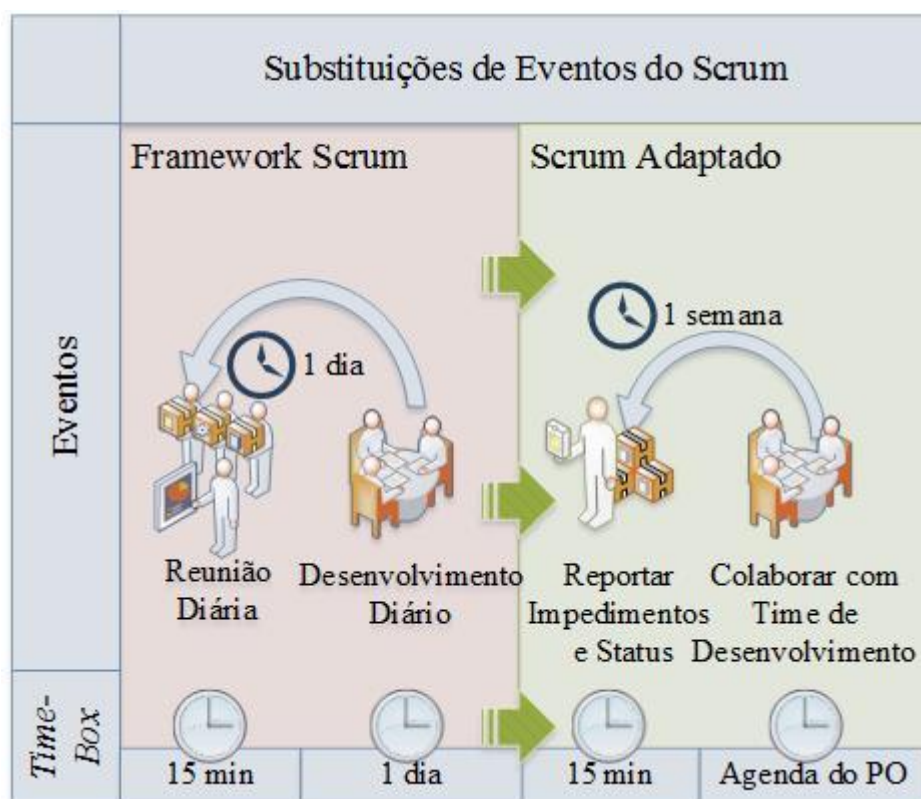 Substituições de Eventos do Scrum
Framework Scrum
Scrum Adaptado
Eventos
1 dia
1 semana
Reunião
Diária
Desenvolvimento
Diário
Reportar
Impedimentos
e Status
Colaborar com
Time de
Desenvolvimento
Time-
Box
15 min
1 dia
15 min
Agenda do PO